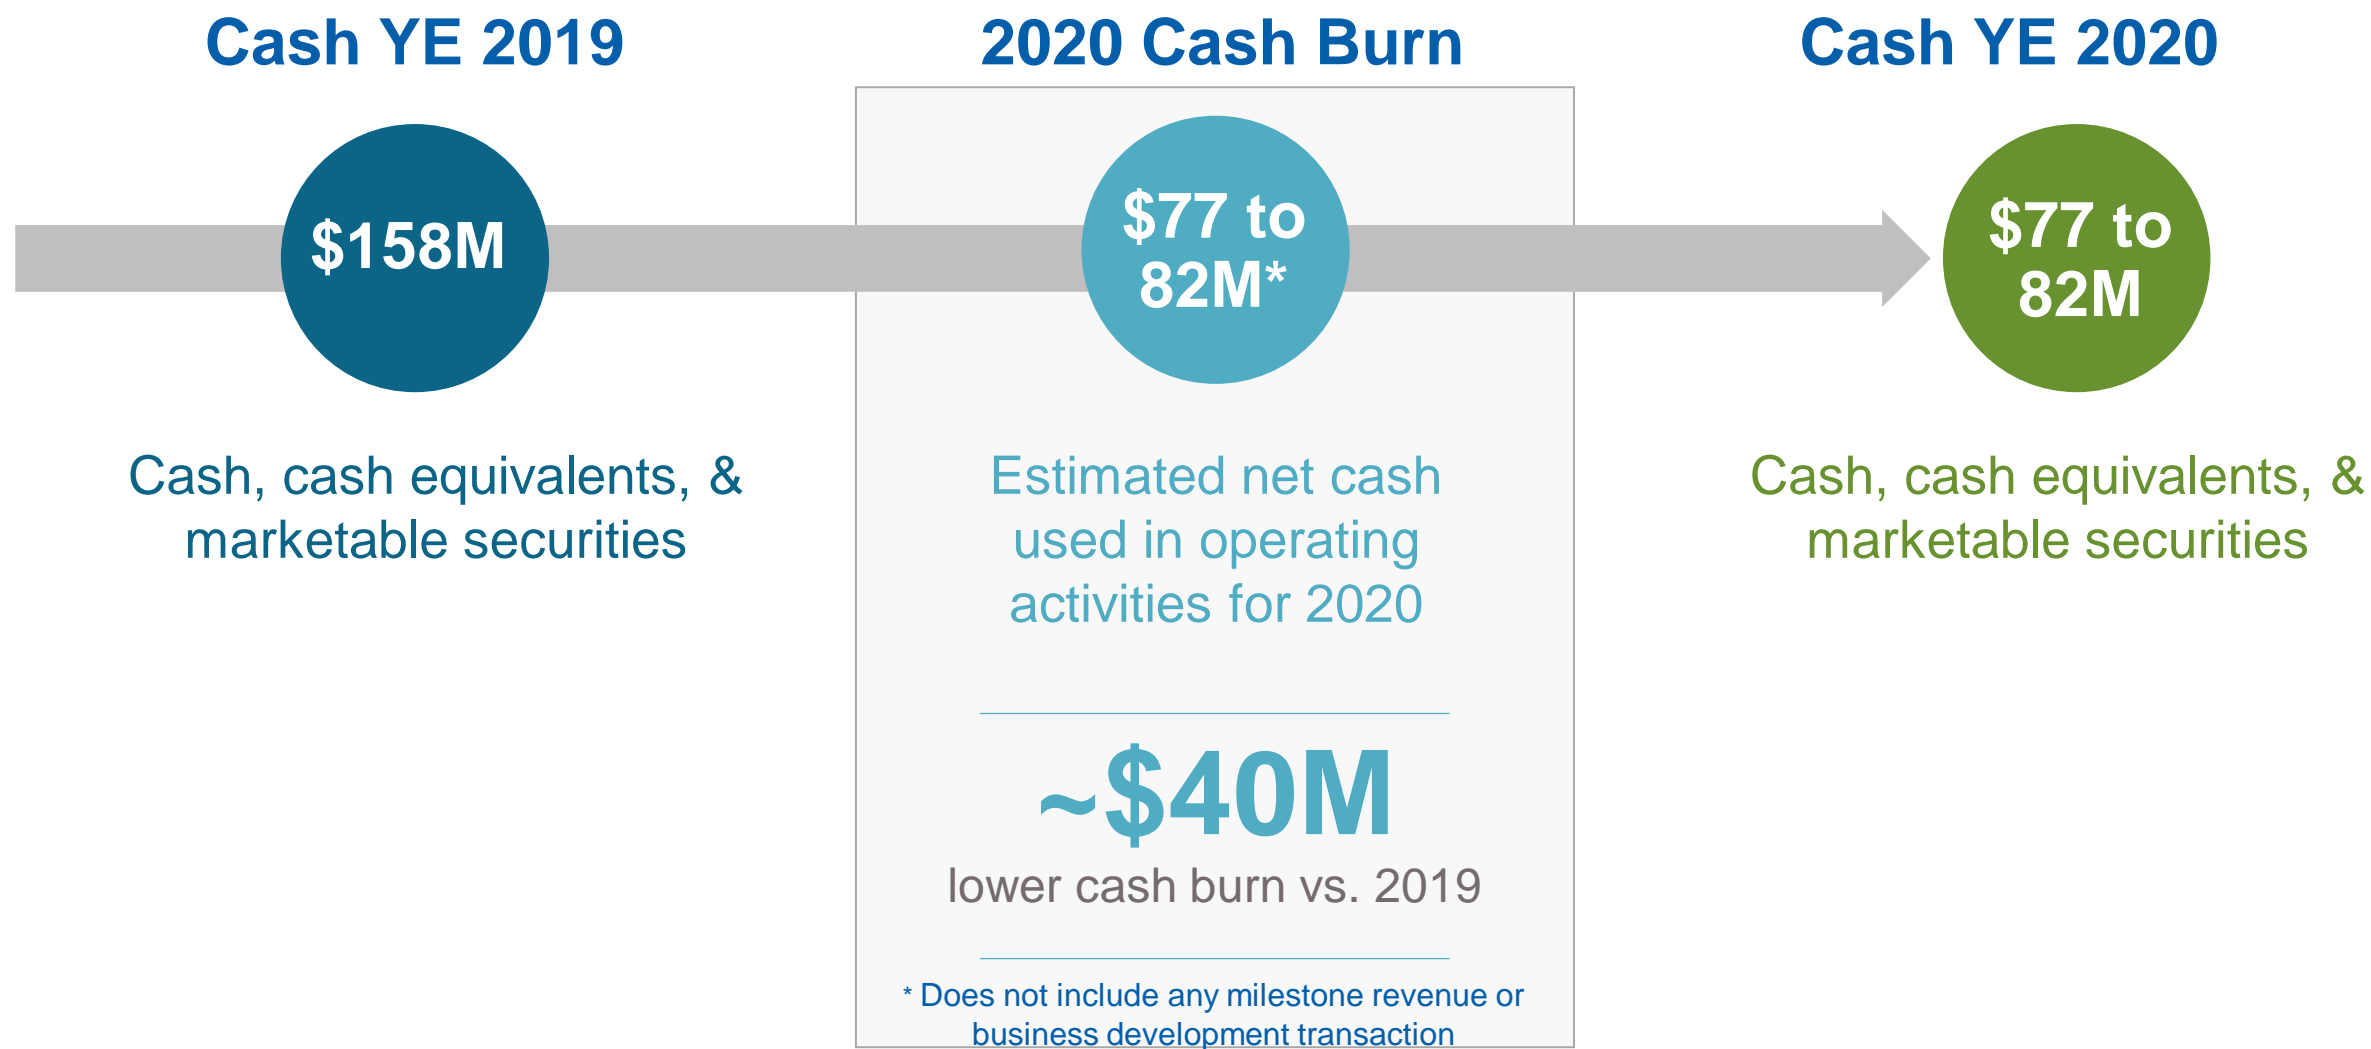 Cash YE 2019
$158M
Cash, cash equivalents, &
marketable securities
2020 Cash Burn
$77 to
82M*
Estimated net cash
used in operating
activities for 2020
~$40M
lower cash burn vs. 2019
* Does not include any milestone revenue or
business development transaction
Cash YE 2020
$77 to
82M
Cash, cash equivalents, &
marketable securities